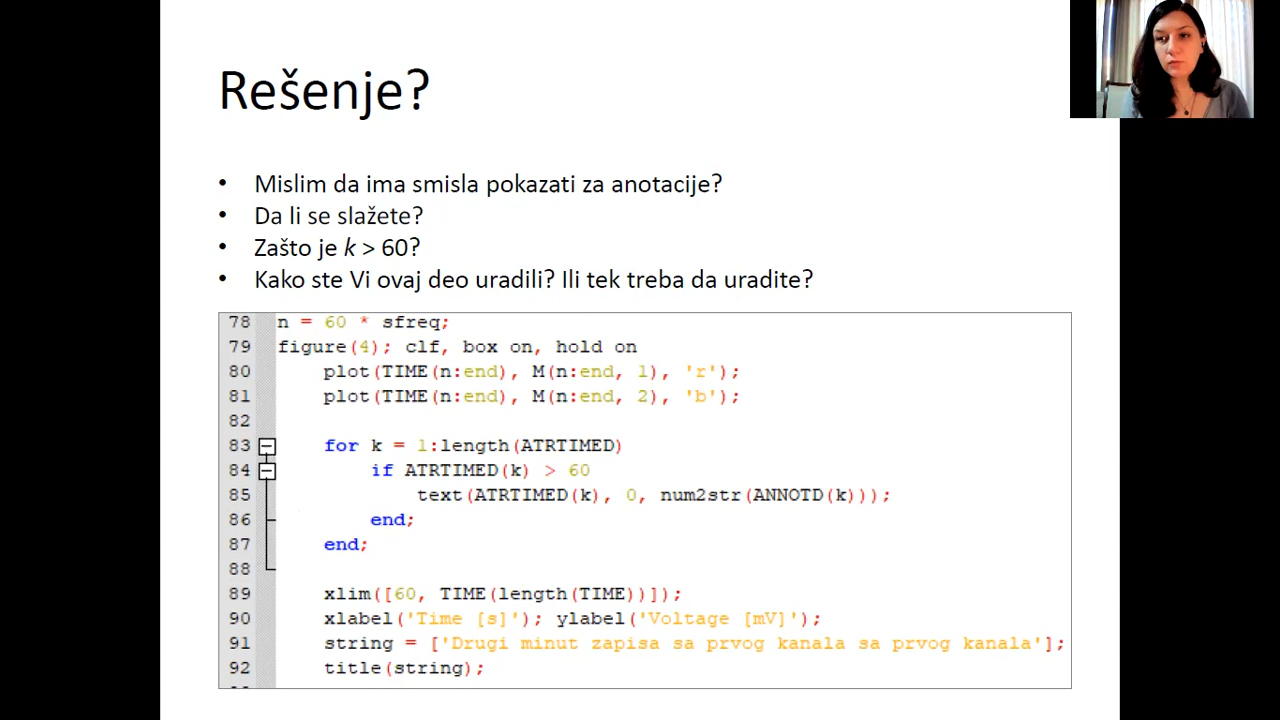 Rešenje?
• Mislim da ima smisla pokazati za anotacije?
• Da li se slažete?
• Zašto je k > 60?
• Kako ste Vi ovaj deo uradili? Ili tek treba da uradite?
78 n = 60 * sfreq;
79 figure(4); clf, box on, hold on
80 plot(TIME(n:end), M(n:end, 1), 'r');
81 plot(TIME(n:end), M(n:end, 2), 'b');
82
83 for k = 1:length(ATRTIMED)
84 if ATRTIMED(k) > 60
85 text(ATRTIMED(k), 0, num2str(ANNOTD(k)));
86 end;
87 end;
88
89 xlim([60, TIME(length(TIME))]);
90 xlabel('Time [s]'); ylabel('Voltage [mV]');
91 string = ['Drugi minut zapisa sa prvog kanala sa prvog kanala'];
92 title(string);